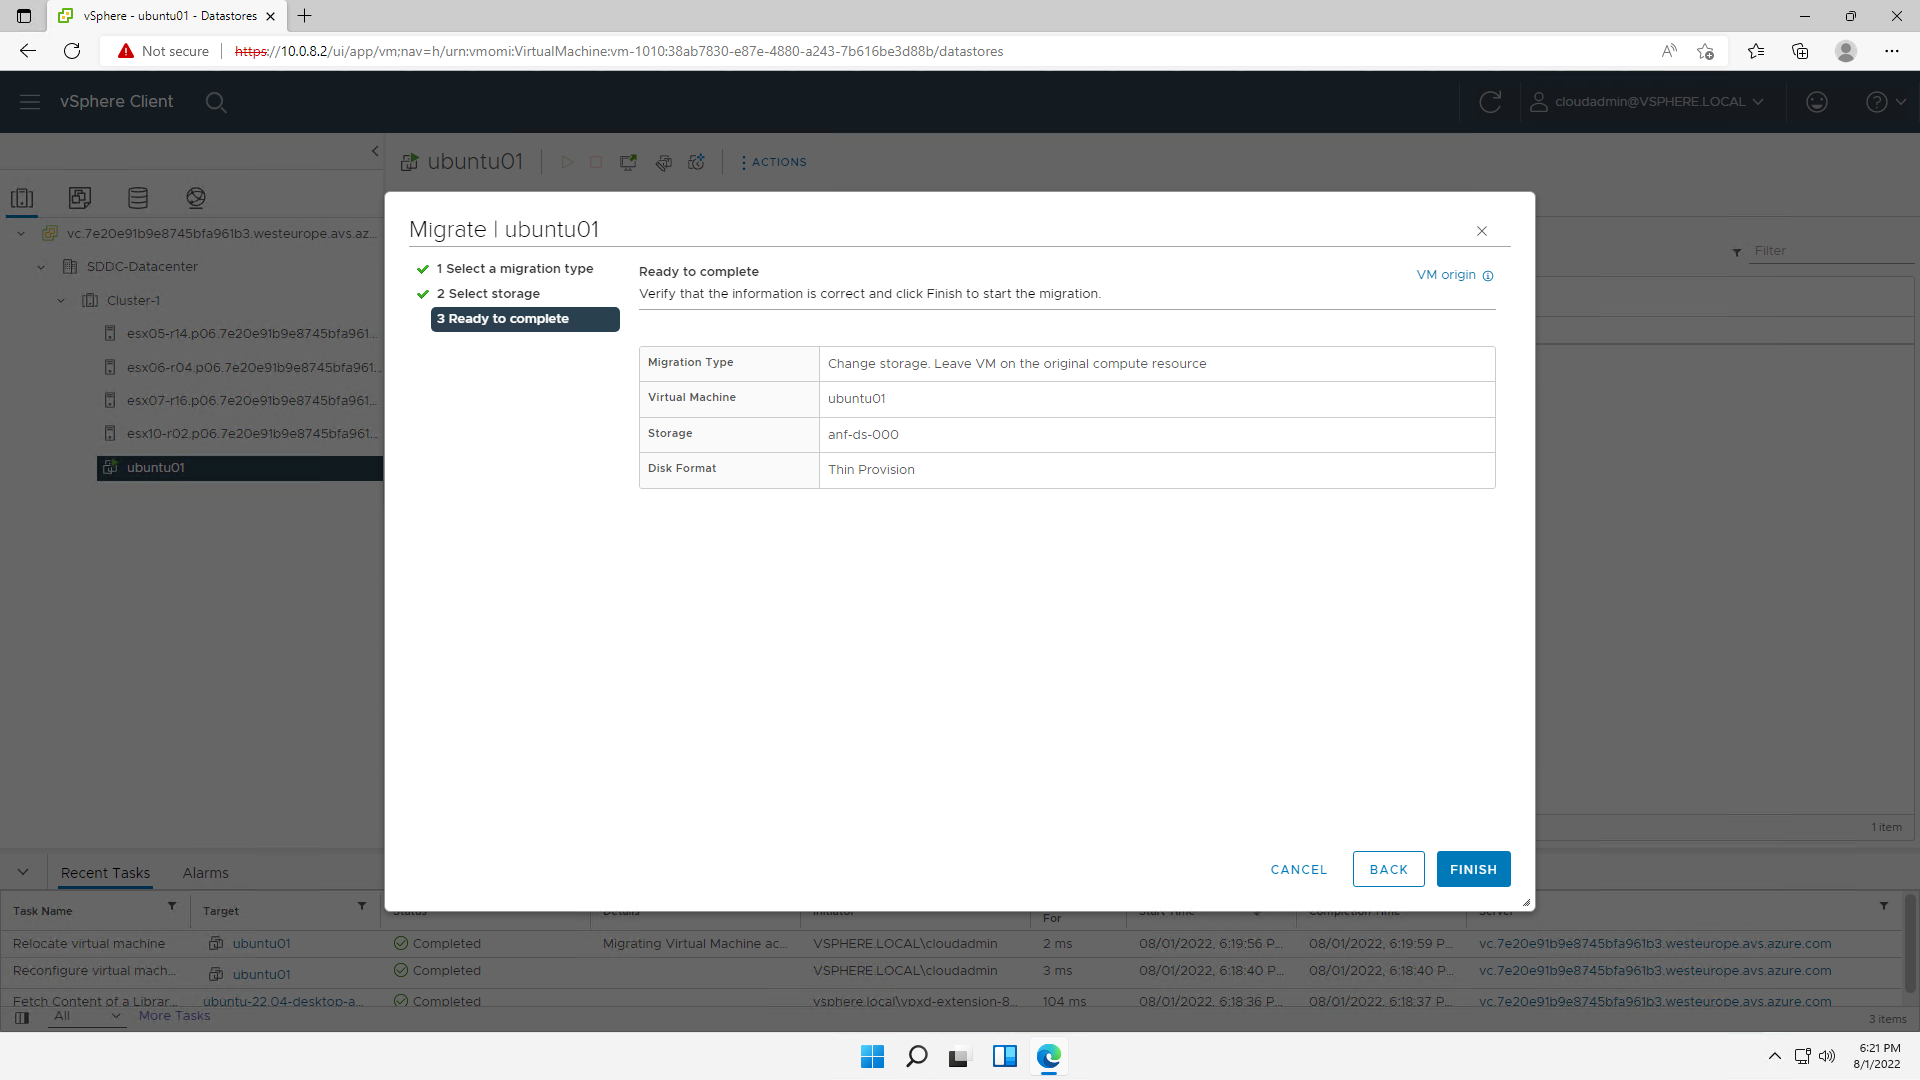 vSphere - ubuntu01 - Datastores
Not secure
https://10.0.8.2/ui/app/vm;nav=h/urn:vmomi:VirtualMachine:vm-1010:38ab7830-e87e-4880-a243-7b616be3d88b/datastores
vSphere Client
cloudadmin@VSPHERE.LOCAL
ubuntu01
ACTIONS
vc.7e20e91b9e8745bfa961b3.westeurope.avs.az...
SDDC-Datacenter
Cluster-1
esx05-r14.p06.7e20e91b9e8745bfa961...
esx06-r04.p06.7e20e91b9e8745bfa961...
esx07-r16.p06.7e20e91b9e8745bfa961...
esx10-r02.p06.7e20e91b9e8745bfa961...
ubuntu01
Filter
1 item
Migrate | ubuntu01
1 Select a migration type
2 Select storage
3 Ready to complete
Ready to complete
VM origin
Verify that the information is correct and click Finish to start the migration.
Migration Type Change storage. Leave VM on the original compute resource
Virtual Machine ubuntu01
Storage anf-ds-000
Disk Format Thin Provision
CANCEL BACK FINISH
Recent Tasks Alarms
Task Name Target Status Details Initiator For Start Time Completion Time Server
Relocate virtual machine ubuntu01 Completed Migrating Virtual Machine ac... VSPHERE.LOCAL\cloudadmin 2 ms 08/01/2022, 6:19:56 P... 08/01/2022, 6:19:59 P... vc.7e20e91b9e8745bfa961b3.westeurope.avs.azure.com
Reconfigure virtual mach... ubuntu01 Completed VSPHERE.LOCAL\cloudadmin 3 ms 08/01/2022, 6:18:40 P... 08/01/2022, 6:18:40 P... vc.7e20e91b9e8745bfa961b3.westeurope.avs.azure.com
Fetch Content of a Librar... ubuntu-22.04-desktop-a... Completed vsphere.local\vpxd-extension-8... 104 ms 08/01/2022, 6:18:36 P... 08/01/2022, 6:18:37 P... vc.7e20e91b9e8745bfa961b3.westeurope.avs.azure.com
All More Tasks
3 items
6:21 PM
8/1/2022